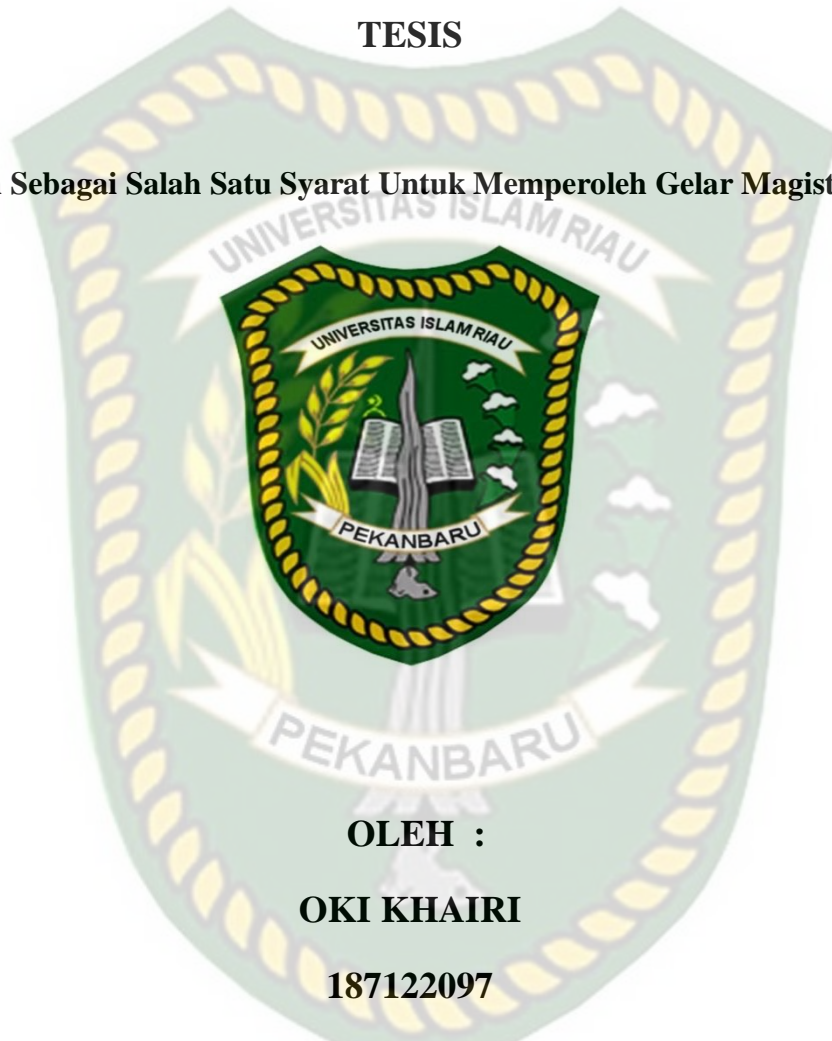 TESIS
Sebagai Salah Satu Syarat Untuk Memperoleh Gelar Magist
UNIVERSITAS ISLAM RIAU
UNIVERSITAS ISLAM RIAU
PEKANBARU
PEKANBARU
OLEH :
OKI KHAIRI
187122097